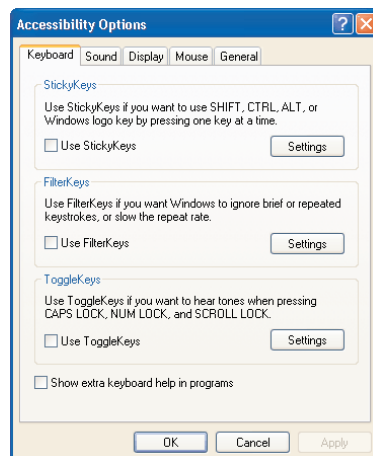 Accessibility Options
Keyboard Sound Display Mouse General
StickyKeys
Use StickyKeys if you want to use SHIFT, CTRL, ALT, or
Windows logo key by pressing one key at a time.
Use StickyKeys Settings
FilterKeys
Use FilterKeys if you want Windows to ignore brief or repeated
keystrokes, or slow the repeat rate.
Use FilterKeys Settings
ToggleKeys
Use ToggleKeys if you want to hear tones when pressing
CAPS LOCK, NUM LOCK, and SCROLL LOCK.
Use ToggleKeys Settings
Show extra keyboard help in programs
OK Cancel Apply